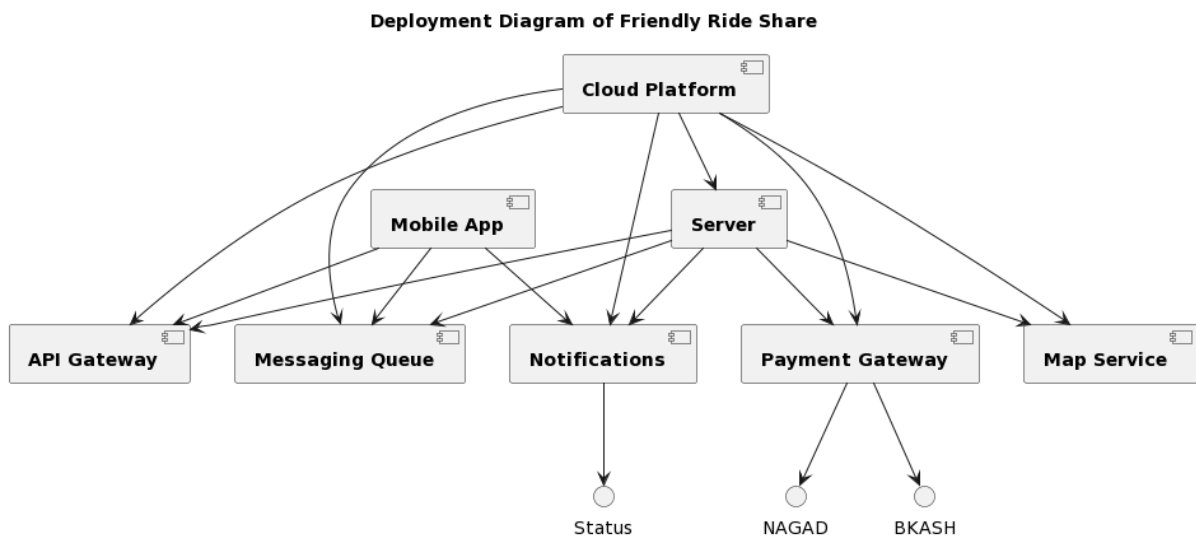 Deployment Diagram of Friendly Ride Share
Cloud Platform
Mobile App
Server
API Gateway
Messaging Queue
Notifications
Payment Gateway
Map Service
Status
NAGAD
BKASH